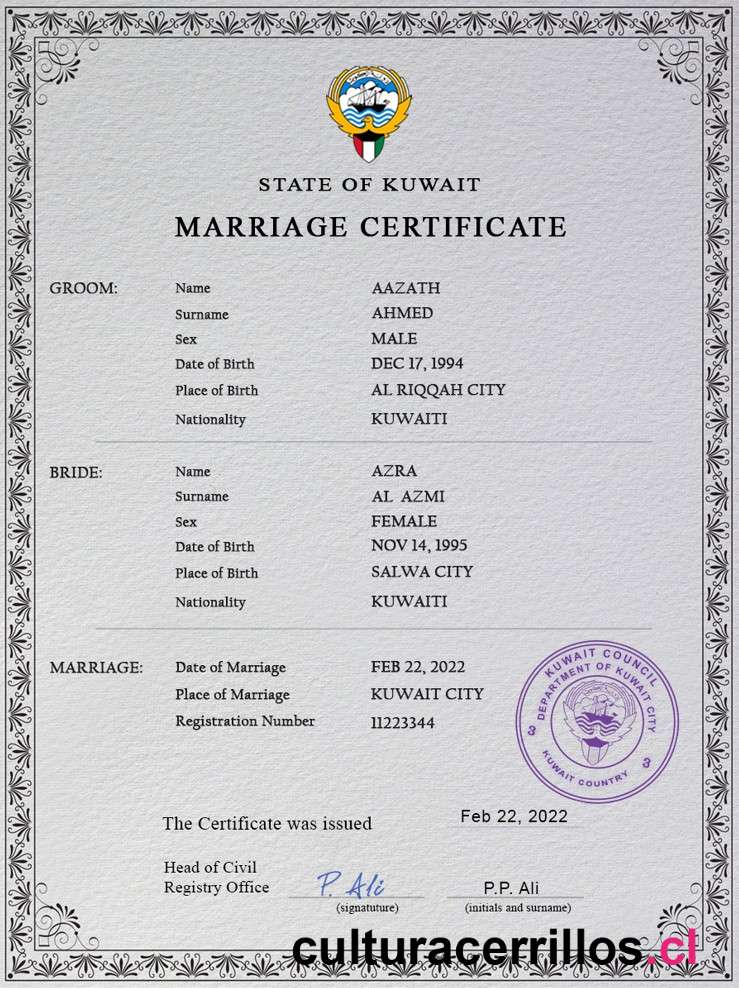 STATE OF KUWAIT
MARRIAGE CERTIFICATE
GROOM: Name AAZATH
Surname AHMED
Sex MALE
Date of Birth DEC 17, 1994
Place of Birth AL RIQQAH CITY
Nationality KUWAITI
BRIDE: Name AZRA
Surname AL AZMI
Sex FEMALE
Date of Birth NOV 14, 1995
Place of Birth SALWA CITY
Nationality KUWAITI
MARRIAGE: Date of Marriage FEB 22, 2022
Place of Marriage KUWAIT CITY
Registration Number 11223344
KUWAIT COUNCIL
DEPARTMENT OF KUWAIT CITY
KUWAIT COUNTRY
The Certificate was issued Feb 22, 2022
Head of Civil
Registry Office P. Ali P.P. Ali
(signatuture) (initials and surname)
culturacerrillos.cl